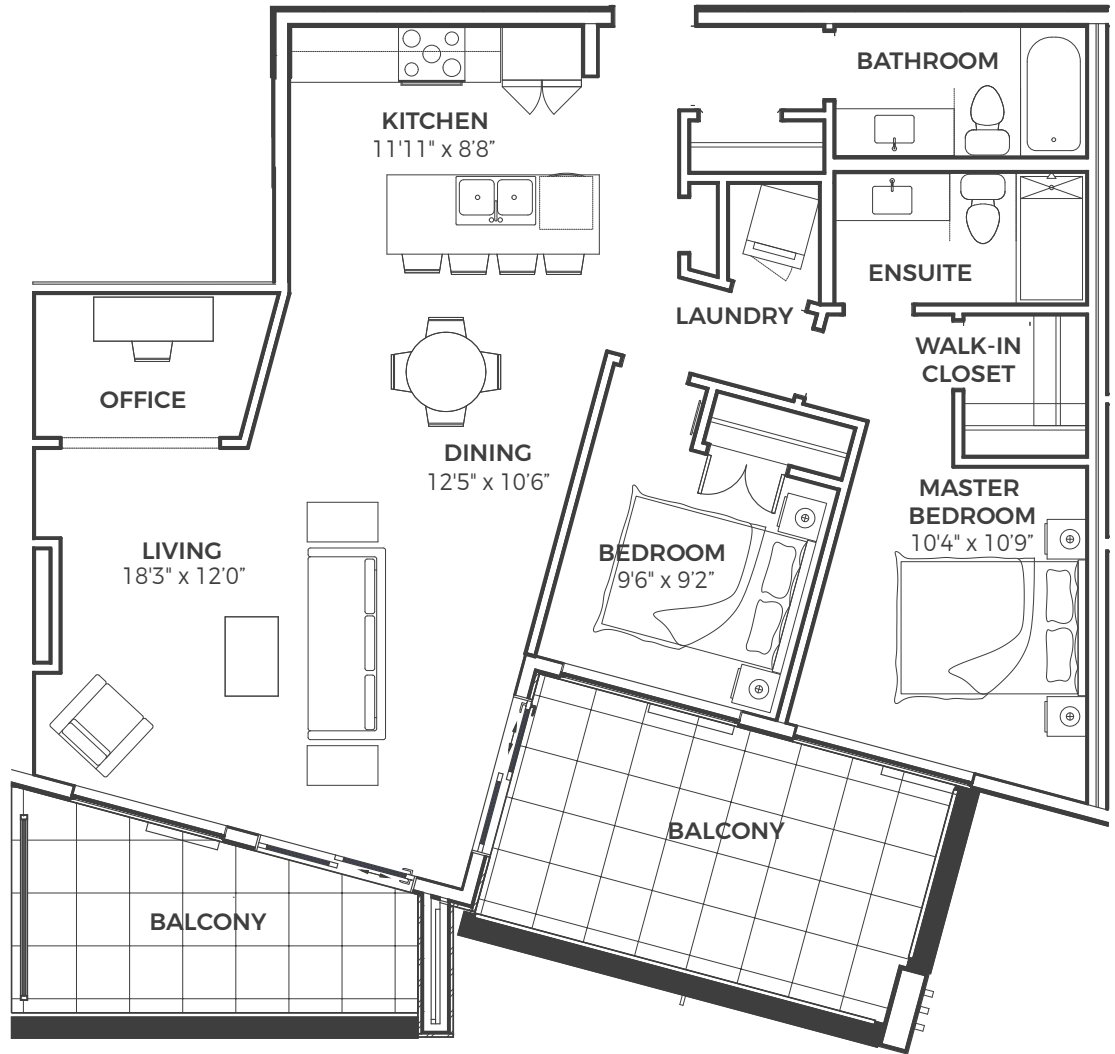 BATHROOM
KITCHEN
11'11" x 8’8”
ENSUITE
LAUNDRY
WALK-IN
CLOSET
OFFICE
DINING
12'5" x 10’6”
MASTER
BEDROOM
10'4" x 10’9”
LIVING
18'3" x 12’0”
BEDROOM
9'6" x 9’2”
BALCONY
BALCONY